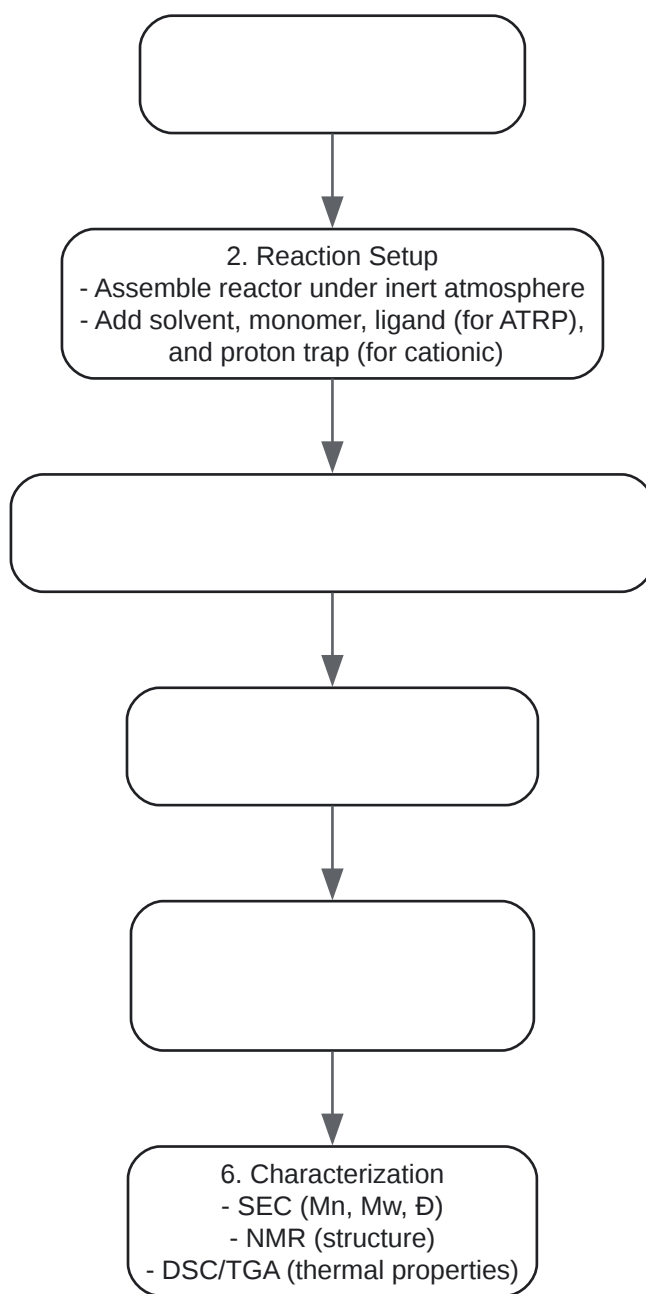 2. Reaction Setup
- Assemble reactor under inert atmosphere
- Add solvent, monomer, ligand (for ATRP),
and proton trap (for cationic)
6. Characterization
- SEC (Mn, Mw, Đ)
- NMR (structure)
- DSC/TGA (thermal properties)